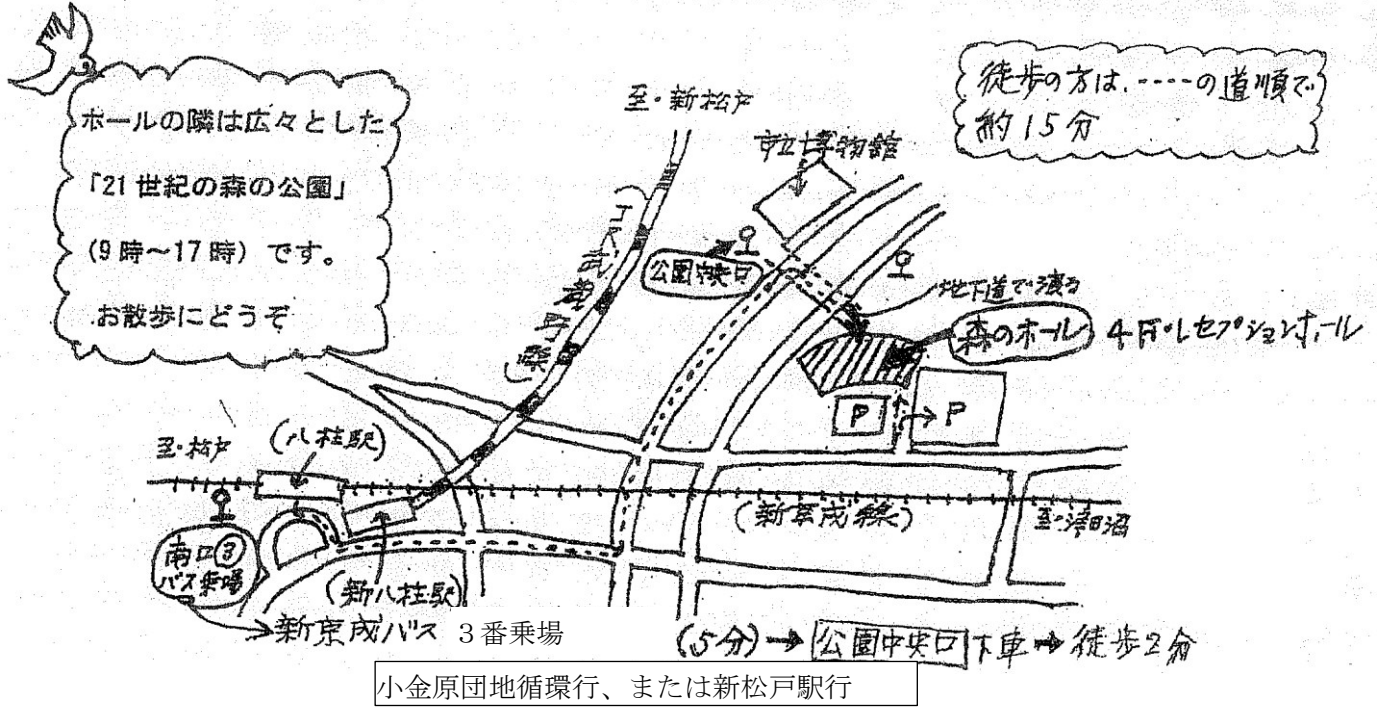 ホールの隣は広々とした
「21世紀の森の公園」
(9時~17時)です。
お散歩にどうぞ
徒歩の方は、‐‐‐‐の道順で
約15分
至・新松戸
市立博物館
(JR武蔵野線)
公園中央口
地下道で渡る
森のホール 4F・レセプションホール
P
P
至・松戸
(八柱駅)
(新京成線)
至・津田沼
南口③
バス乗場
(新八柱駅)
新京成バス 3番乗場
(5分)→公園中央口下車→徒歩2分
小金原団地循環行、または新松戸駅行